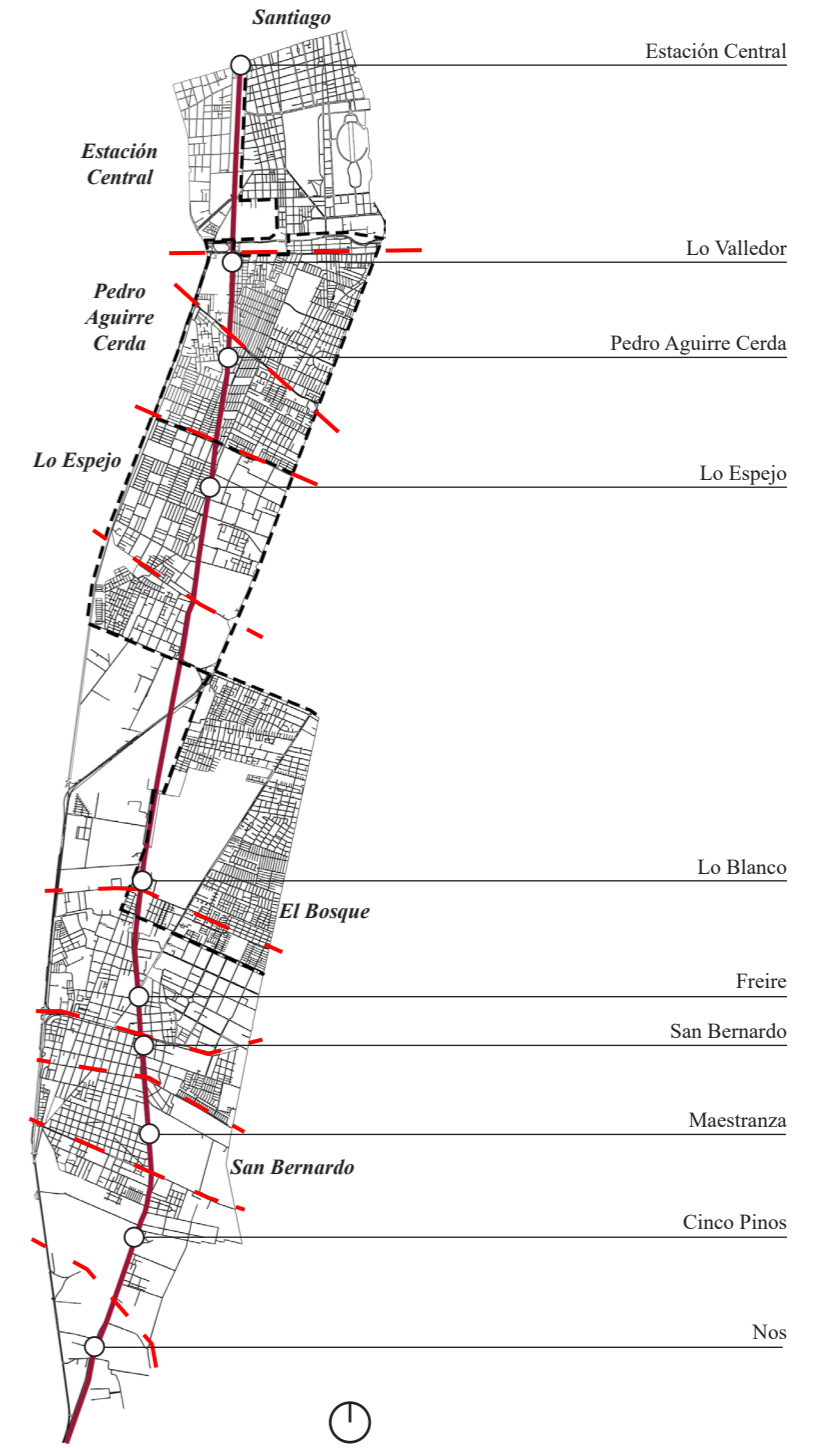 Santiago
Estación Central
Estación
Central
Lo Valledor
Pedro
Aguirre
Cerda
Pedro Aguirre Cerda
Lo Espejo
Lo Espejo
Lo Blanco
El Bosque
Freire
San Bernardo
Maestranza
San Bernardo
Cinco Pinos
Nos